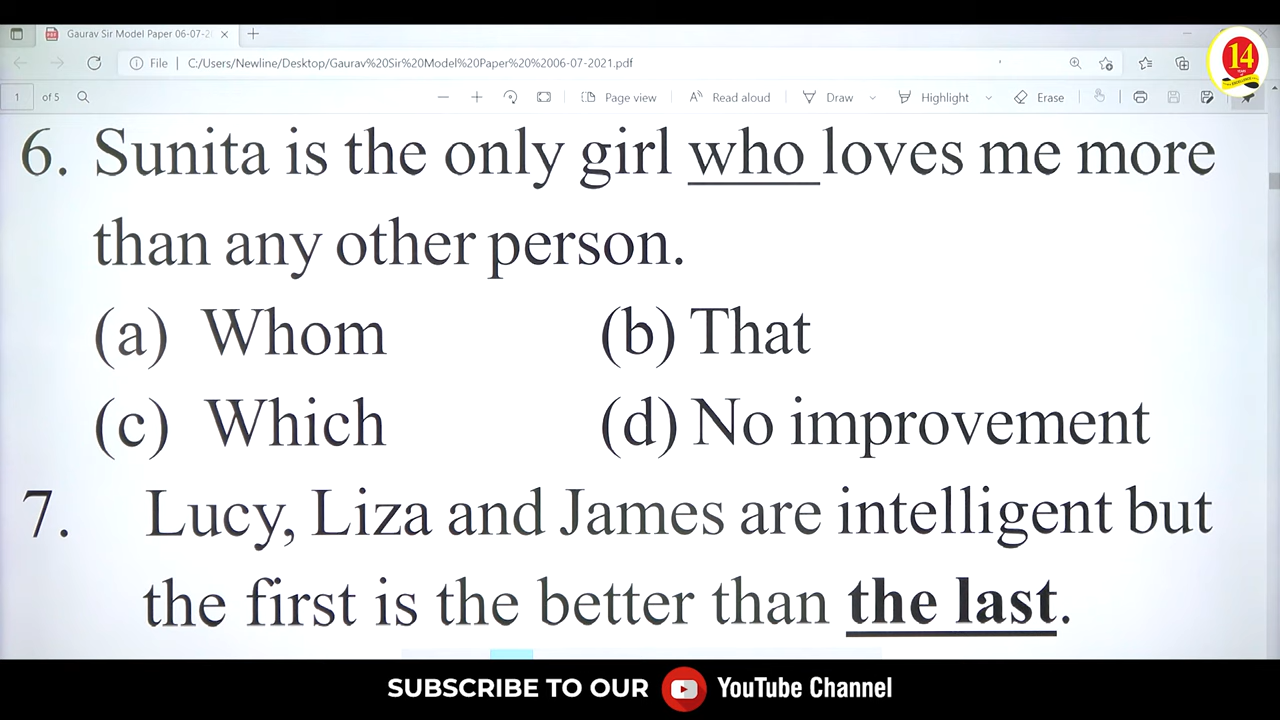 Gaurav Sir Model Paper 06-07-2
File | C:/Users/Newline/Desktop/Gaurav%20Sir%20Model%20Paper%20%2006-07-2021.pdf
1 of 5 Page view Read aloud Draw Highlight Erase
14
6. Sunita is the only girl who loves me more
than any other person.
(a) Whom (b) That
(c) Which (d) No improvement
7. Lucy, Liza and James are intelligent but
the first is the better than the last.
SUBSCRIBE TO OUR YouTube Channel